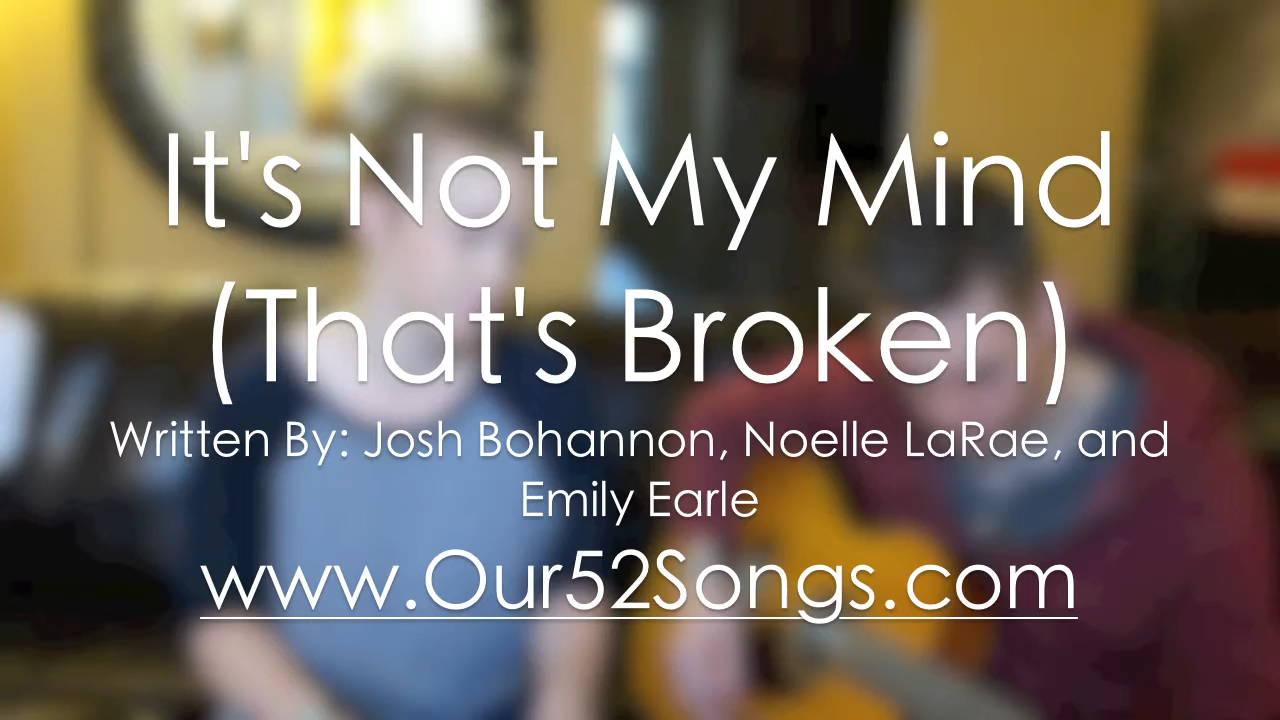 It's Not My Mind
(That's Broken)
Written By: Josh Bohannon, Noelle LaRae, and
Emily Earle
www.Our52Songs.com